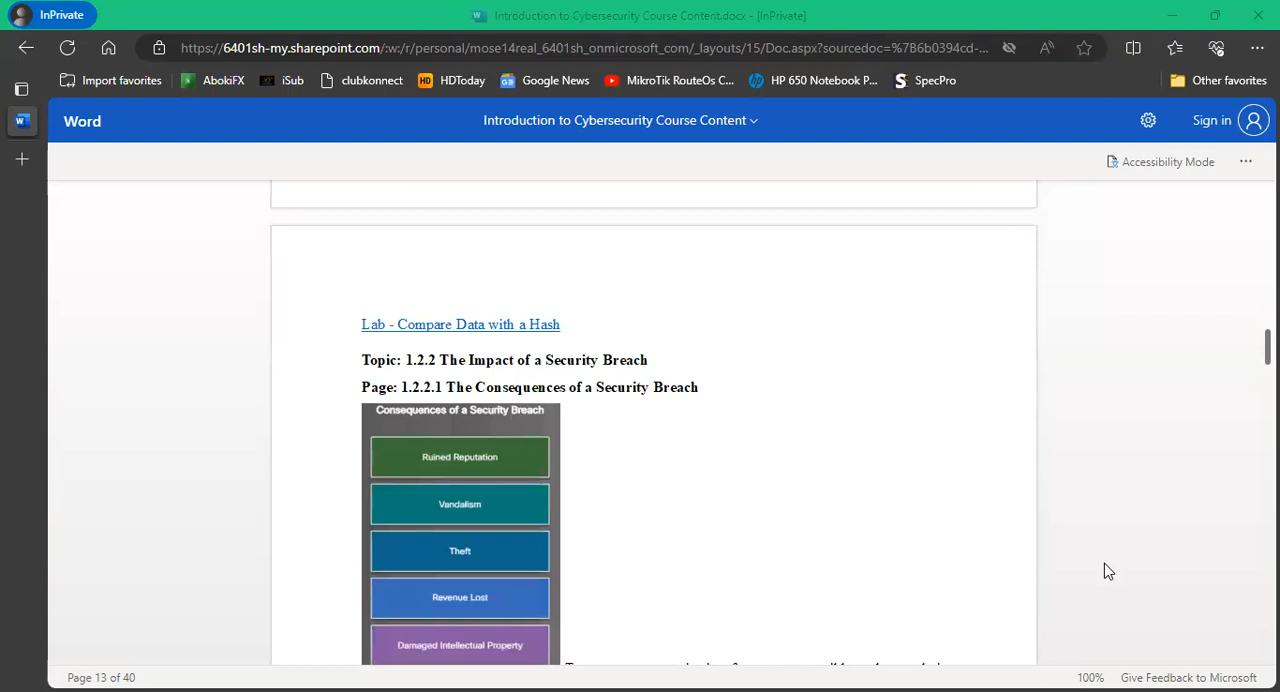 InPrivate
Introduction to Cybersecurity Course Content.docx - [InPrivate]
https://6401sh-my.sharepoint.com/:w:/r/personal/mose14real_6401sh_onmicrosoft_com/_layouts/15/Doc.aspx?sourcedoc=%7B6b0394cd-...
Import favorites
AbokiFX
iSub
clubkonnect
HD HDToday
Google News
MikroTik RouteOs C...
HP 650 Notebook P...
SpecPro
Other favorites
Word
Introduction to Cybersecurity Course Content
Sign in
Accessibility Mode
Lab - Compare Data with a Hash
Topic: 1.2.2 The Impact of a Security Breach
Page: 1.2.2.1 The Consequences of a Security Breach
Consequences of a Security Breach
Ruined Reputation
Vandalism
Theft
Revenue Lost
Damaged Intellectual Property
Page 13 of 40
100%
Give Feedback to Microsoft